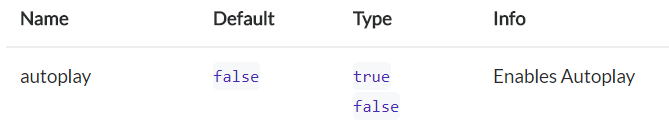 Name Default Type Info
autoplay false true Enables Autoplay
false